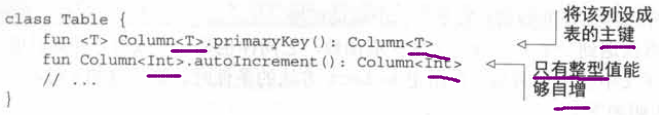 class Table {
fun <T> Column<T>.primaryKey(): Column<T>
将该列设成
表的主键
fun Column<Int>.autoIncrement(): Column<Int>
只有整型值能
够自增
// ...
}